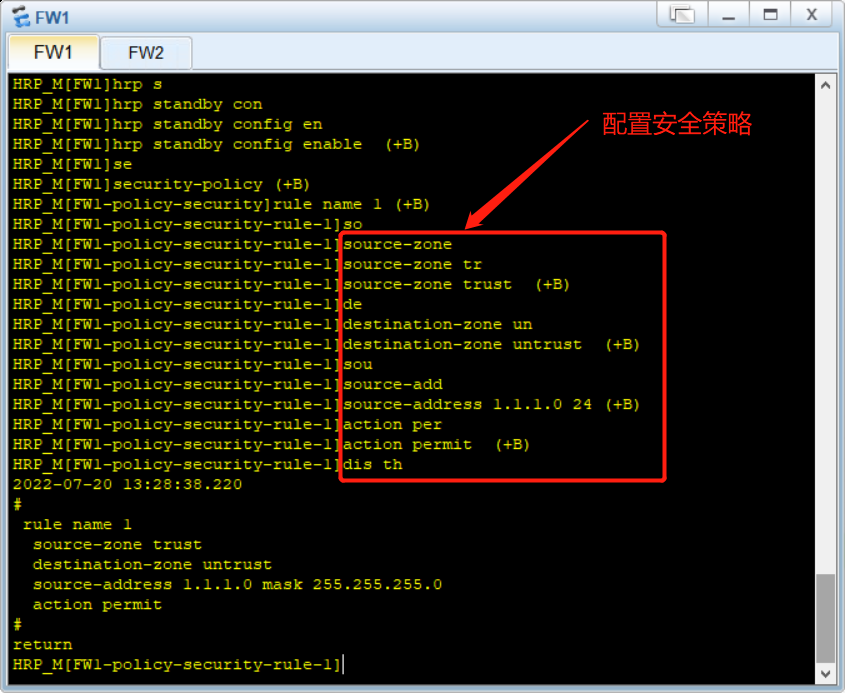 FW1
FW1 FW2
HRP_M[FW1]hrp s
HRP_M[FW1]hrp standby con
HRP_M[FW1]hrp standby config en
HRP_M[FW1]hrp standby config enable  (+B)
HRP_M[FW1]se
HRP_M[FW1]security-policy (+B)
HRP_M[FW1-policy-security]rule name 1 (+B)
HRP_M[FW1-policy-security-rule-1]so
HRP_M[FW1-policy-security-rule-1]source-zone
HRP_M[FW1-policy-security-rule-1]source-zone tr
HRP_M[FW1-policy-security-rule-1]source-zone trust  (+B)
HRP_M[FW1-policy-security-rule-1]de
HRP_M[FW1-policy-security-rule-1]destination-zone un
HRP_M[FW1-policy-security-rule-1]destination-zone untrust  (+B)
HRP_M[FW1-policy-security-rule-1]sou
HRP_M[FW1-policy-security-rule-1]source-add
HRP_M[FW1-policy-security-rule-1]source-address 1.1.1.0 24 (+B)
HRP_M[FW1-policy-security-rule-1]action per
HRP_M[FW1-policy-security-rule-1]action permit  (+B)
HRP_M[FW1-policy-security-rule-1]dis th
2022-07-20 13:28:38.220
#
 rule name 1
  source-zone trust
  destination-zone untrust
  source-address 1.1.1.0 mask 255.255.255.0
  action permit
#
return
HRP_M[FW1-policy-security-rule-1]
配置安全策略